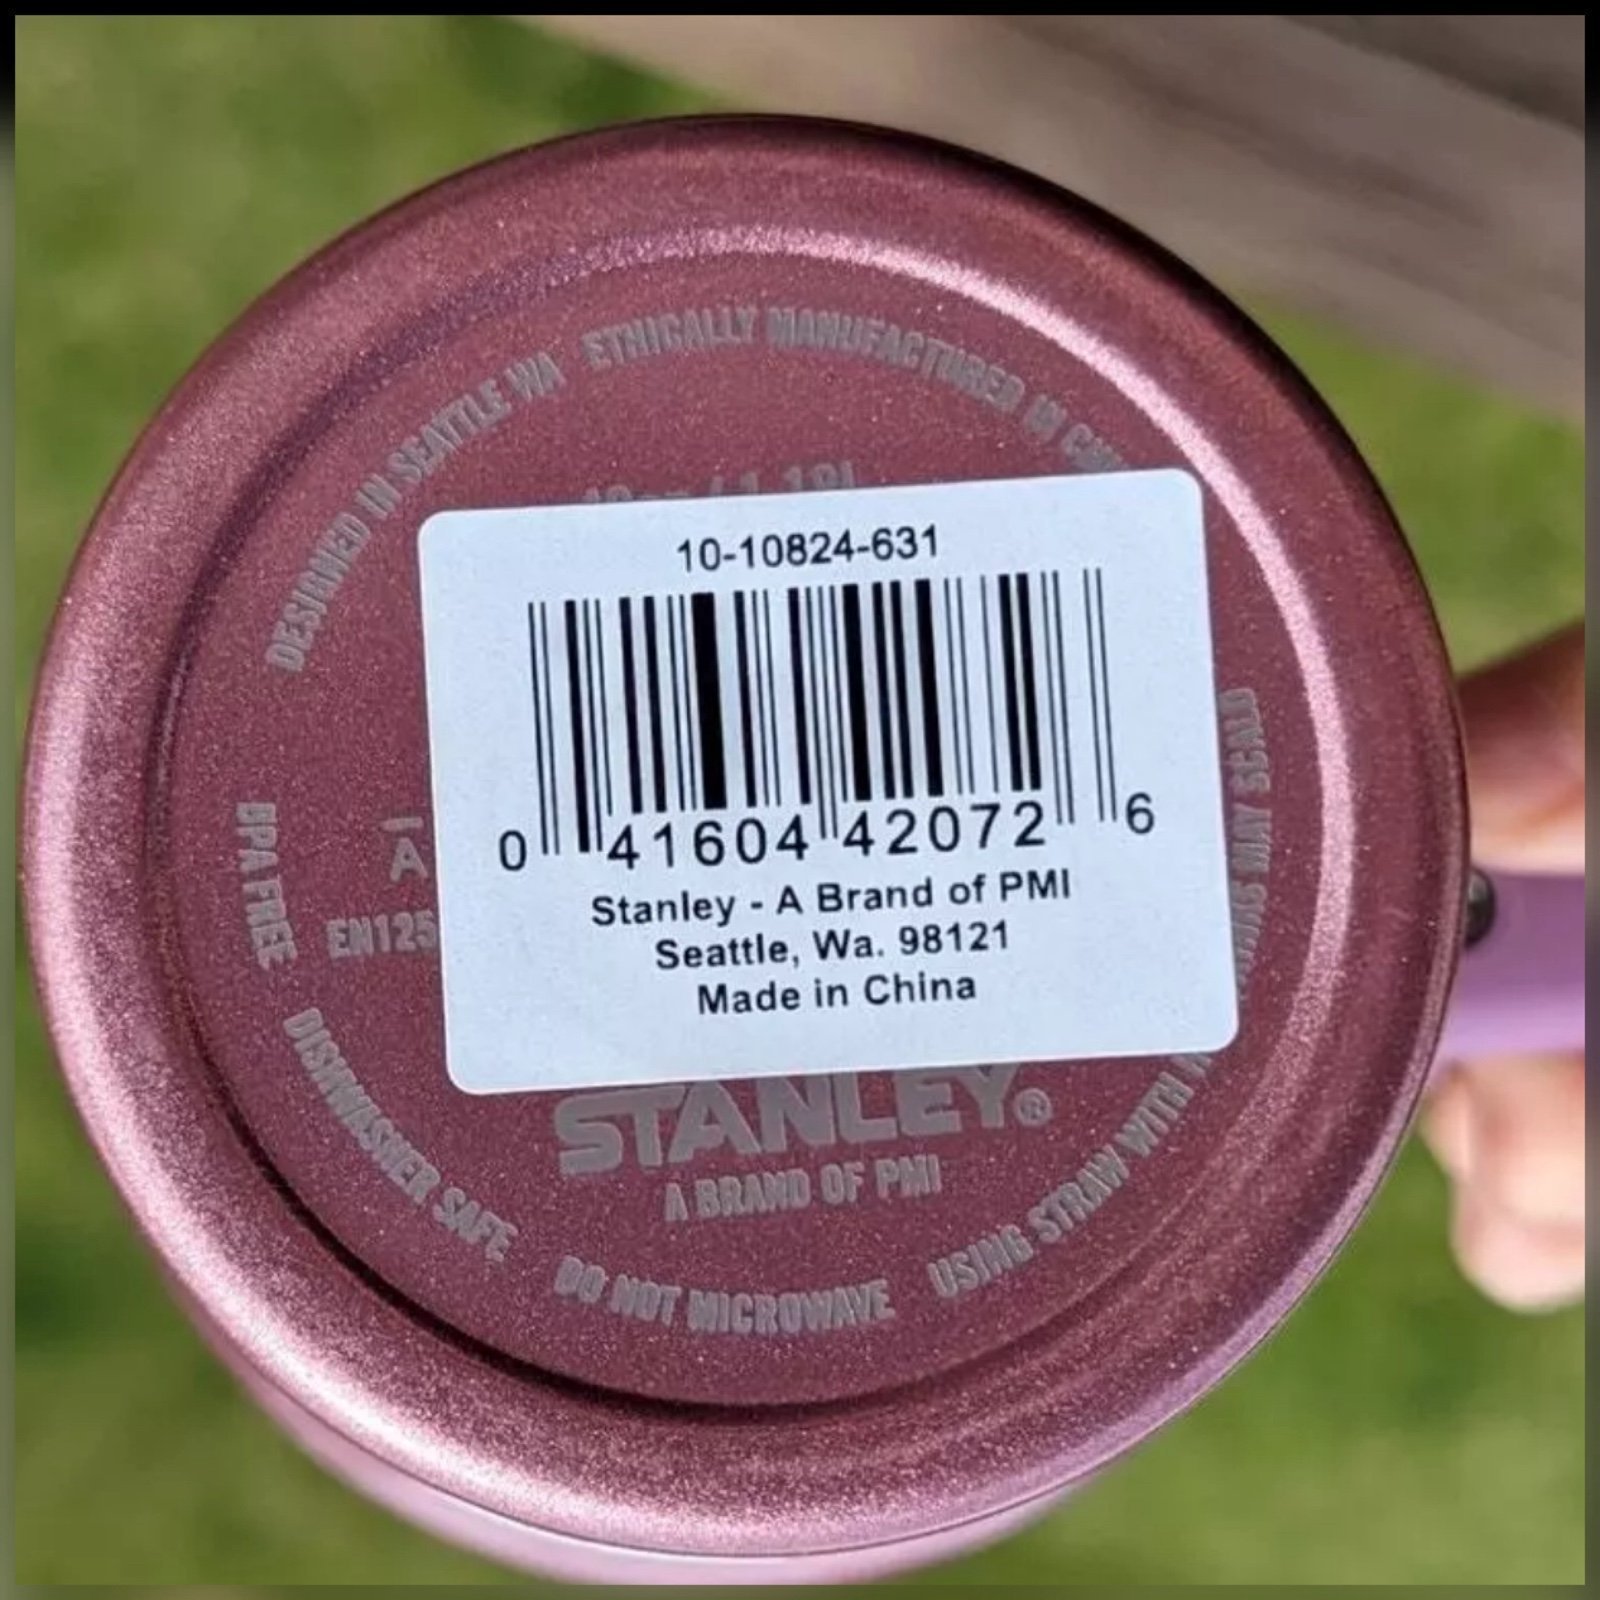 DESIGNED IN SEATTLE WA
ETHICALLY MANUFACTURED IN
10-10824-631
0 41604 42072 6
Stanley - A Brand of PMI
Seattle, Wa. 98121
Made in China
BPA FREE
EN125
STANLEY®
A BRAND OF PMI
DISHWASHER SAFE
DO NOT MICROWAVE
USING STRAW WITH
MAY SCALD